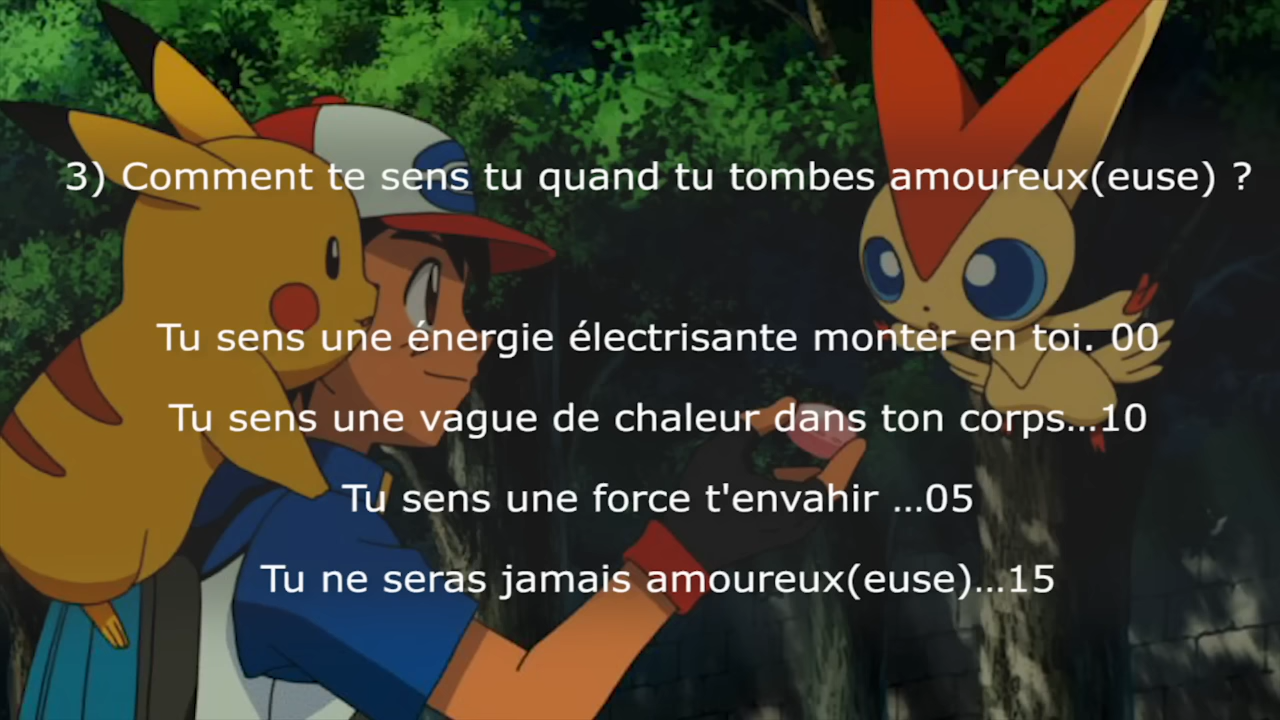 3) Comment te sens tu quand tu tombes amoureux(euse) ?
Tu sens une énergie électrisante monter en toi. 00
Tu sens une vague de chaleur dans ton corps...10
Tu sens une force t'envahir ...05
Tu ne seras jamais amoureux(euse)...15